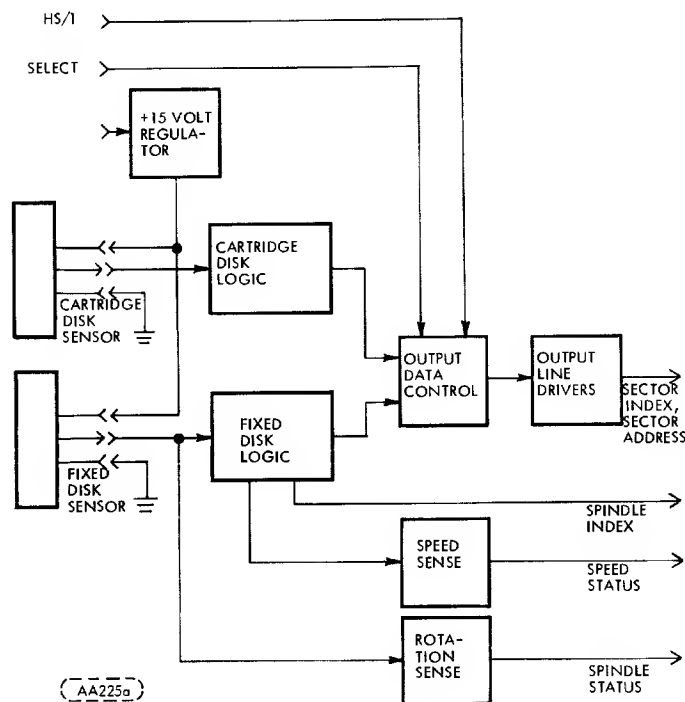 HS/1
SELECT
+15 VOLT
REGULA-
TOR
CARTRIDGE
DISK
LOGIC
CARTRIDGE
DISK
SENSOR
OUTPUT
DATA
CONTROL
OUTPUT
LINE
DRIVERS
SECTOR
INDEX,
SECTOR
ADDRESS
FIXED
DISK
LOGIC
FIXED
DISK
SENSOR
SPINDLE
INDEX
SPEED
SENSE
SPEED
STATUS
ROTA-
TION
SENSE
SPINDLE
STATUS
AA225a